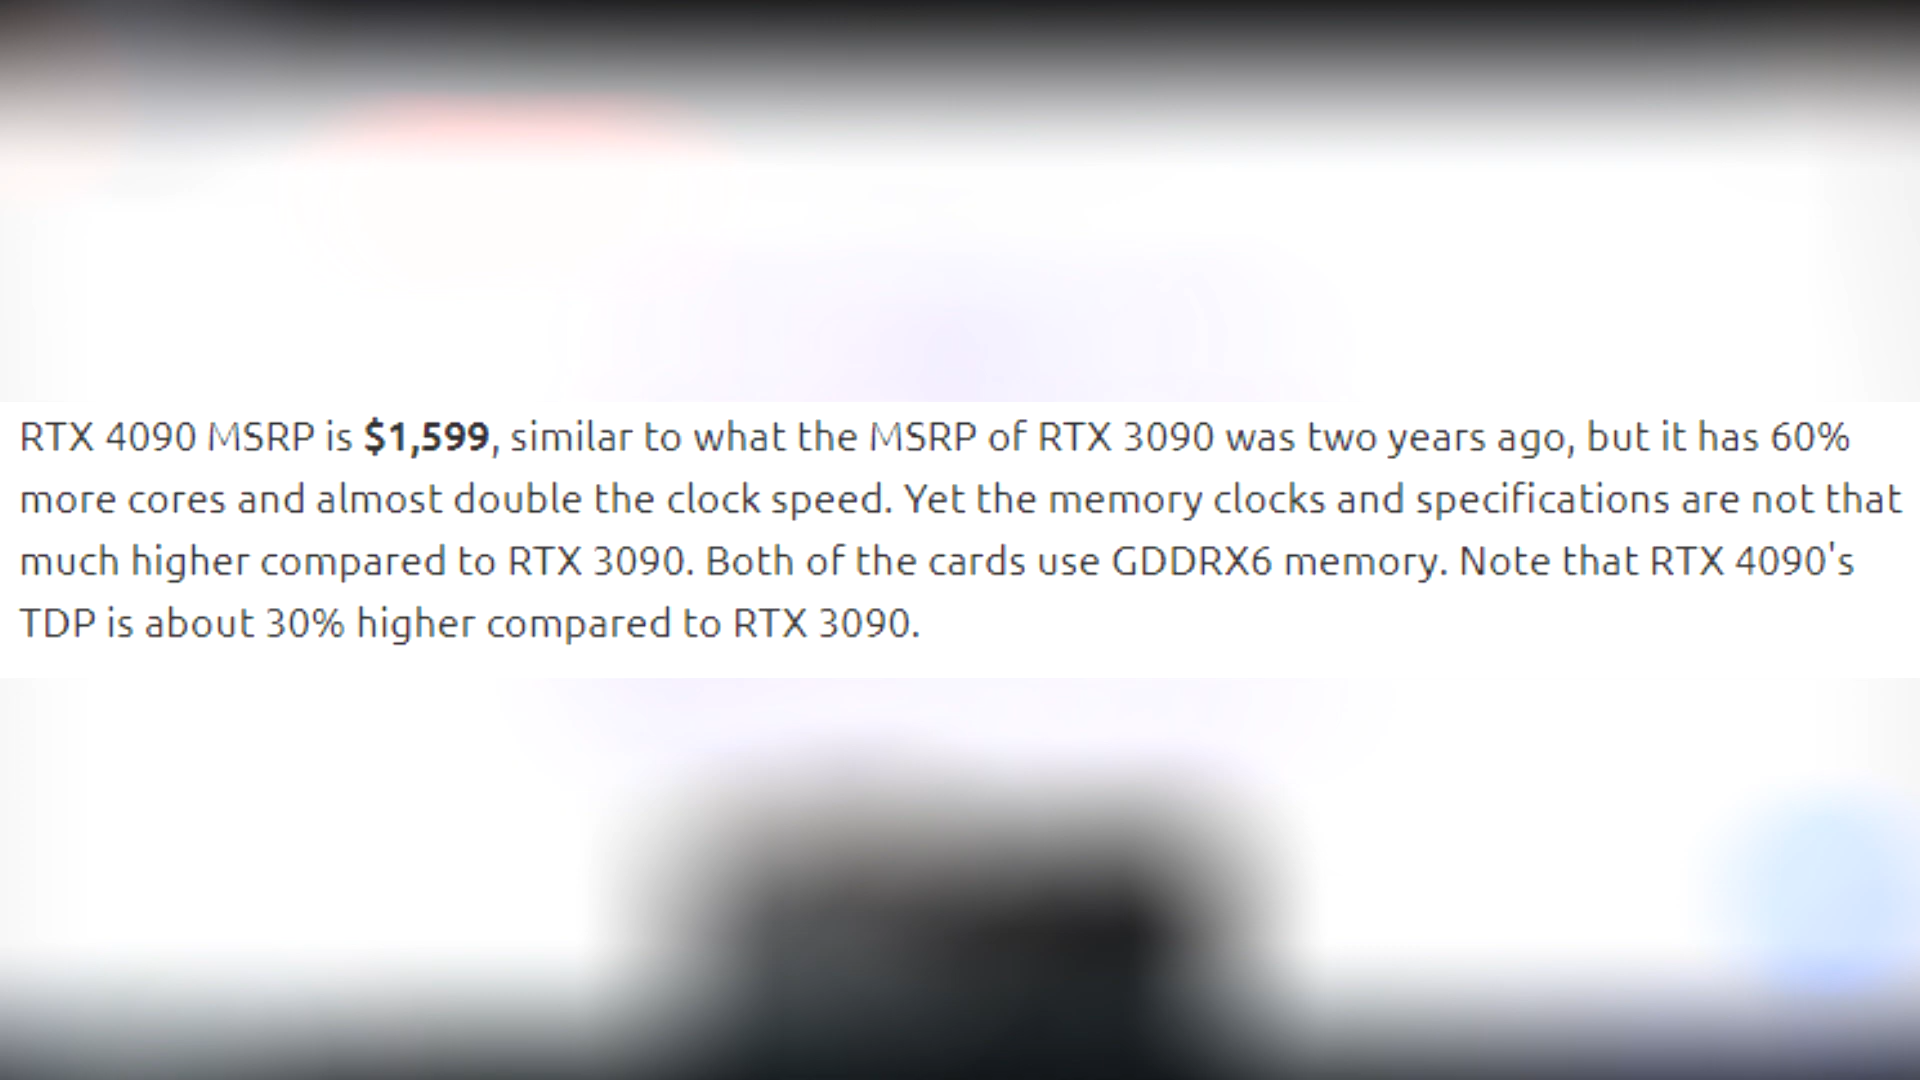 RTX 4090 MSRP is $1,599, similar to what the MSRP of RTX 3090 was two years ago, but it has 60%
more cores and almost double the clock speed. Yet the memory clocks and specifications are not that
much higher compared to RTX 3090. Both of the cards use GDDRX6 memory. Note that RTX 4090's
TDP is about 30% higher compared to RTX 3090.